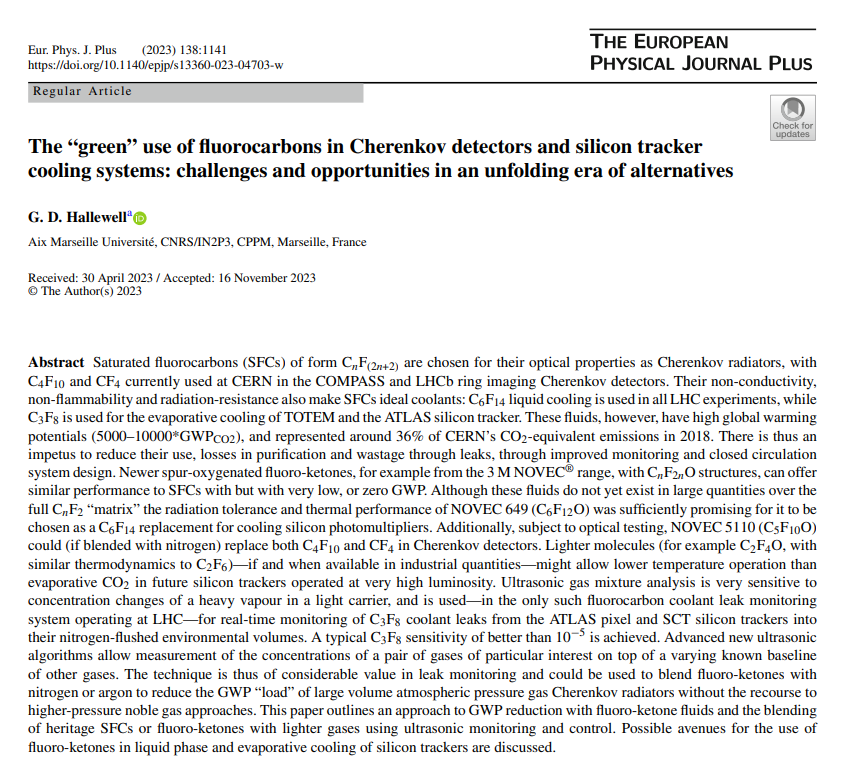 Eur. Phys. J. Plus (2023) 138:1141
https://doi.org/10.1140/epjp/s13360-023-04703-w
THE EUROPEAN
PHYSICAL JOURNAL PLUS
Regular Article
Check for
updates
The “green” use of fluorocarbons in Cherenkov detectors and silicon tracker
cooling systems: challenges and opportunities in an unfolding era of alternatives
G. D. Hallewellᵃ iD
Aix Marseille Université, CNRS/IN2P3, CPPM, Marseille, France
Received: 30 April 2023 / Accepted: 16 November 2023
© The Author(s) 2023
Abstract Saturated fluorocarbons (SFCs) of form CₙF₍₂ₙ₊₂₎ are chosen for their optical properties as Cherenkov radiators, with
C₄F₁₀ and CF₄ currently used at CERN in the COMPASS and LHCb ring imaging Cherenkov detectors. Their non-conductivity,
non-flammability and radiation-resistance also make SFCs ideal coolants: C₆F₁₄ liquid cooling is used in all LHC experiments, while
C₃F₈ is used for the evaporative cooling of TOTEM and the ATLAS silicon tracker. These fluids, however, have high global warming
potentials (5000–10000*GWP_CO₂), and represented around 36% of CERN’s CO₂-equivalent emissions in 2018. There is thus an
impetus to reduce their use, losses in purification and wastage through leaks, through improved monitoring and closed circulation
system design. Newer spur-oxygenated fluoro-ketones, for example from the 3 M NOVEC® range, with CₙF₂ₙO structures, can offer
similar performance to SFCs with but with very low, or zero GWP. Although these fluids do not yet exist in large quantities over the
full CₙF₂ “matrix” the radiation tolerance and thermal performance of NOVEC 649 (C₆F₁₂O) was sufficiently promising for it to be
chosen as a C₆F₁₄ replacement for cooling silicon photomultipliers. Additionally, subject to optical testing, NOVEC 5110 (C₅F₁₀O)
could (if blended with nitrogen) replace both C₄F₁₀ and CF₄ in Cherenkov detectors. Lighter molecules (for example C₂F₄O, with
similar thermodynamics to C₂F₆)—if and when available in industrial quantities—might allow lower temperature operation than
evaporative CO₂ in future silicon trackers operated at very high luminosity. Ultrasonic gas mixture analysis is very sensitive to
concentration changes of a heavy vapour in a light carrier, and is used—in the only such fluorocarbon coolant leak monitoring
system operating at LHC—for real-time monitoring of C₃F₈ coolant leaks from the ATLAS pixel and SCT silicon trackers into
their nitrogen-flushed environmental volumes. A typical C₃F₈ sensitivity of better than 10⁻⁵ is achieved. Advanced new ultrasonic
algorithms allow measurement of the concentrations of a pair of gases of particular interest on top of a varying known baseline
of other gases. The technique is thus of considerable value in leak monitoring and could be used to blend fluoro-ketones with
nitrogen or argon to reduce the GWP “load” of large volume atmospheric pressure gas Cherenkov radiators without the recourse to
higher-pressure noble gas approaches. This paper outlines an approach to GWP reduction with fluoro-ketone fluids and the blending
of heritage SFCs or fluoro-ketones with lighter gases using ultrasonic monitoring and control. Possible avenues for the use of
fluoro-ketones in liquid phase and evaporative cooling of silicon trackers are discussed.